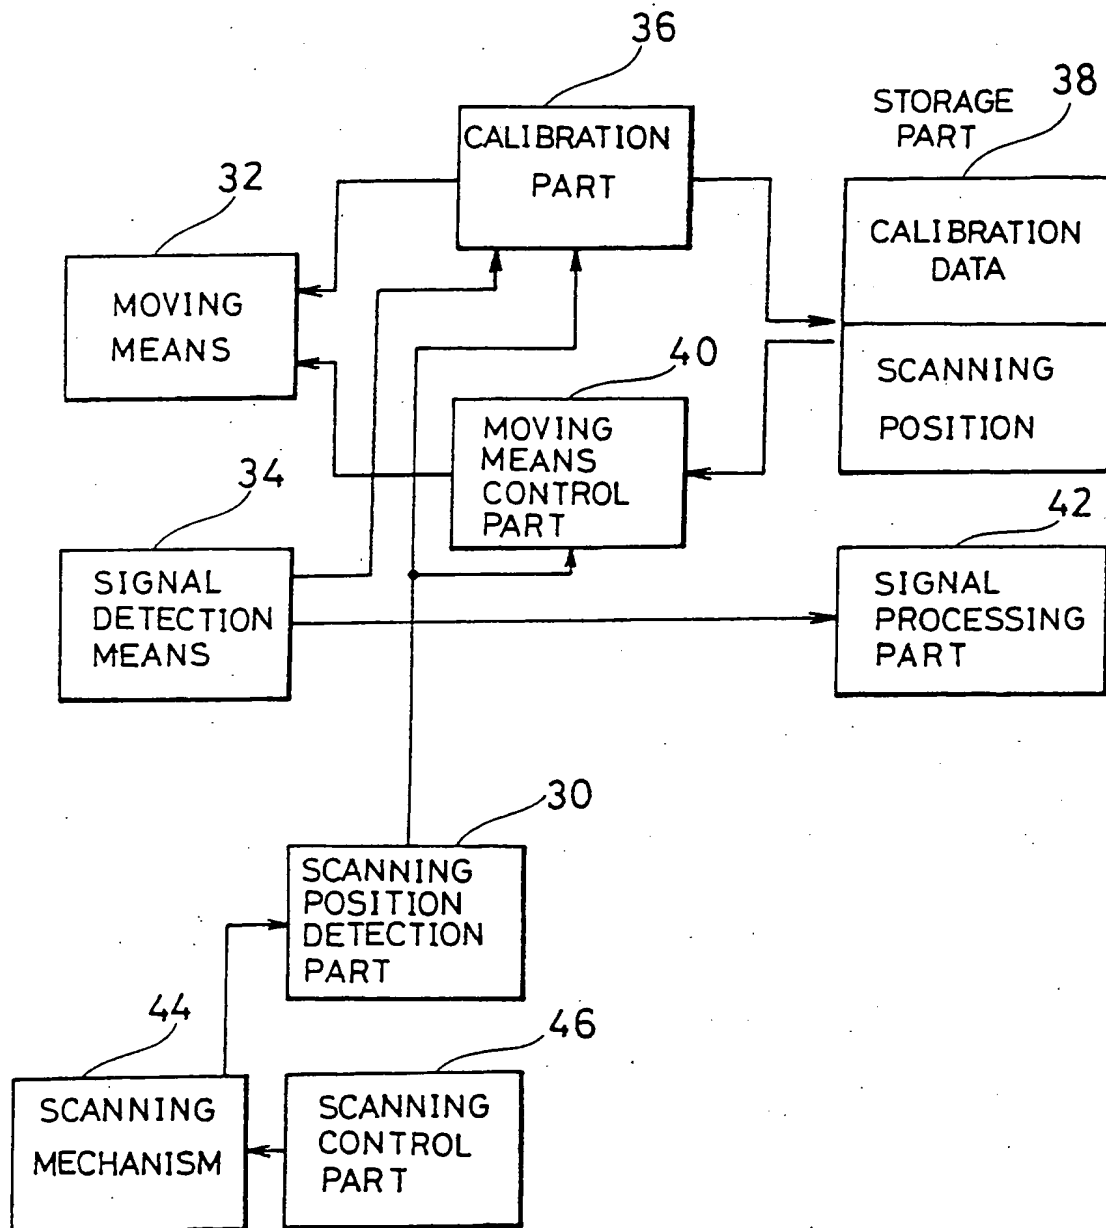 36
CALIBRATION
PART
STORAGE
PART
38
CALIBRATION
DATA
SCANNING
POSITION
32
MOVING
MEANS
40
MOVING
MEANS
CONTROL
PART
34
SIGNAL
DETECTION
MEANS
42
SIGNAL
PROCESSING
PART
30
SCANNING
POSITION
DETECTION
PART
44
SCANNING
MECHANISM
46
SCANNING
CONTROL
PART